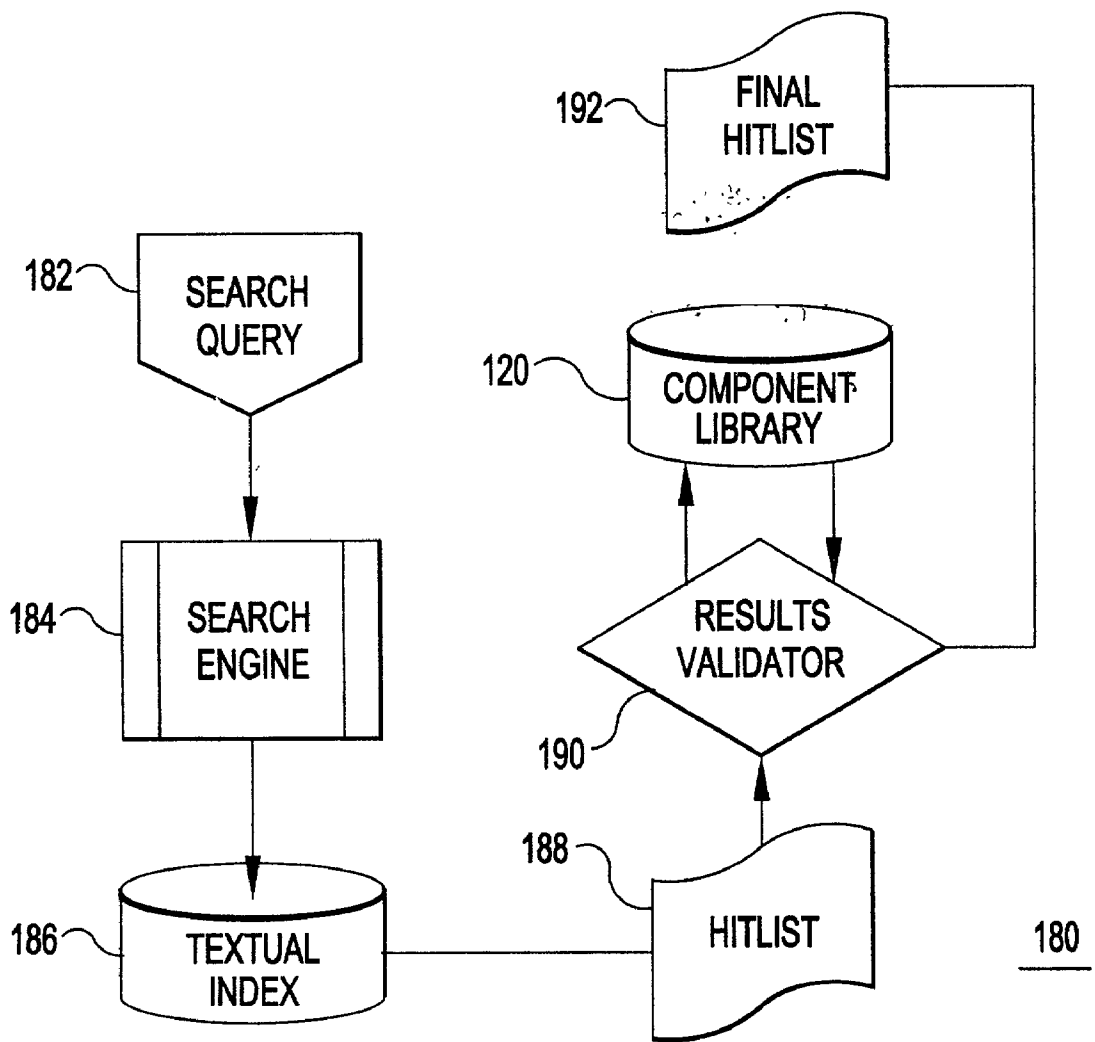 182
SEARCH
QUERY
184
SEARCH
ENGINE
186
TEXTUAL
INDEX
188
HITLIST
190
RESULTS
VALIDATOR
120
COMPONENT
LIBRARY
192
FINAL
HITLIST
180